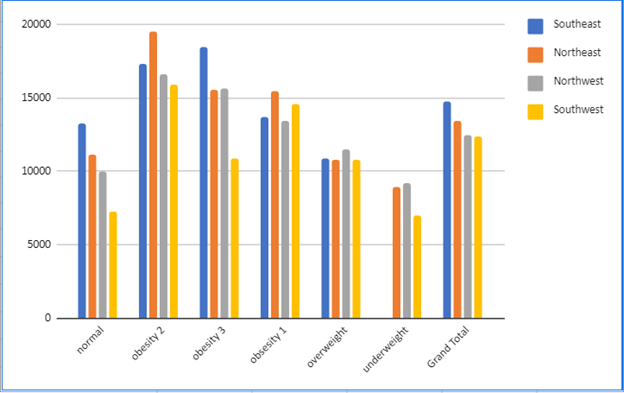 20000
15000
10000
5000
0
normal
obesity 2
obesity 3
obsesity 1
overweight
underweight
Grand Total
Southeast
Northeast
Northwest
Southwest